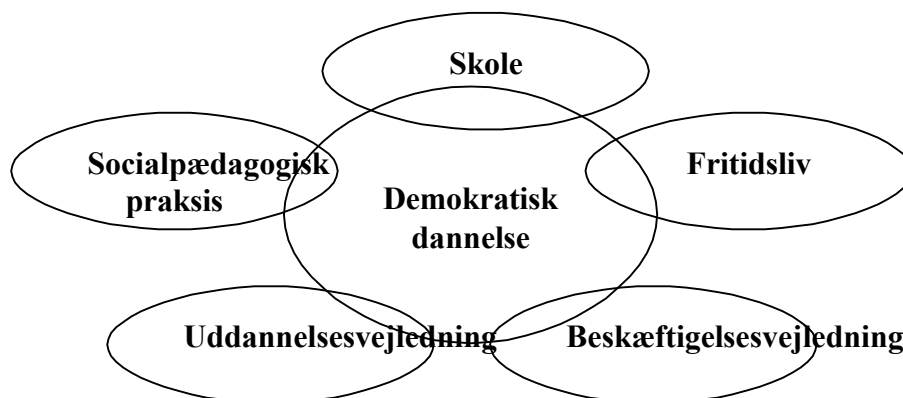 Skole
Socialpædagogisk
praksis
Fritidsliv
Demokratisk
dannelse
Uddannelsesvejledning
Beskæftigelsesvejledning